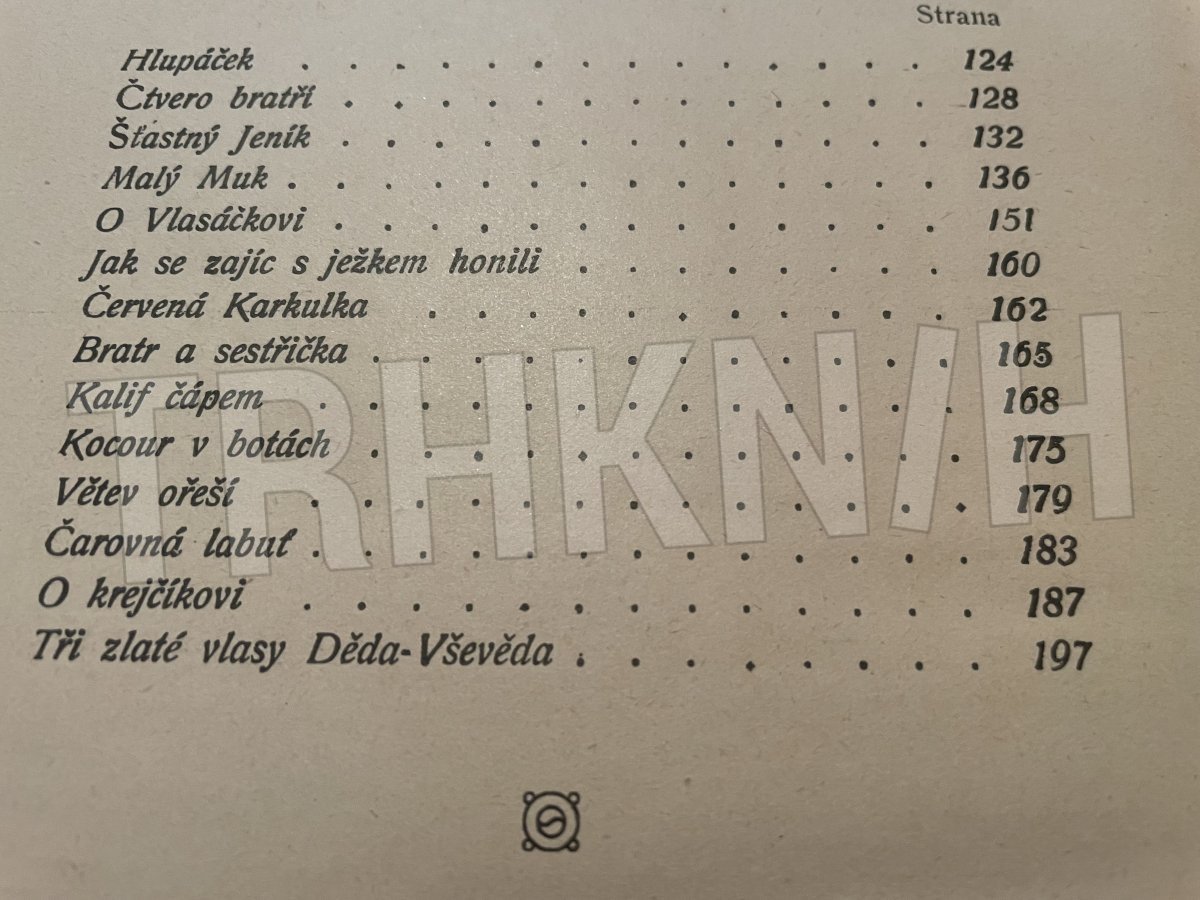 Strana
Hlupáček . . . . . . . . . . . . . 124
Čtvero bratří . . . . . . . . . . . . . 128
Šťastný Jeník . . . . . . . . . . . . . 132
Malý Muk . . . . . . . . . . . . . . 136
O Vlasáčkovi . . . . . . . . . . . . . 151
Jak se zajíc s ježkem honili . . . . . . . . 160
Červená Karkulka . . . . . . . . . . . 162
Bratr a sestřička . . . . . . . . . . . . 165
Kalif čápem . . . . . . . . . . . . . 168
Kocour v botách . . . . . . . . . . . . 175
Větev ořeší . . . . . . . . . . . . . 179
Čarovná labuť . . . . . . . . . . . . . 183
O krejčíkovi . . . . . . . . . . . . . 187
Tři zlaté vlasy Děda-Vševěda . . . . . . . . 197
TRHKNIH